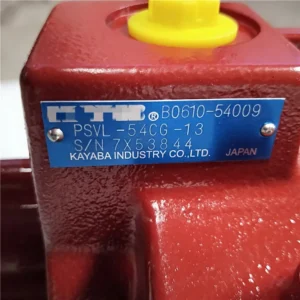 KYB ® B0610-54009
PSVL-54CG-13
S/N 7X53844
KAYABA INDUSTRY CO.,LTD. JAPAN